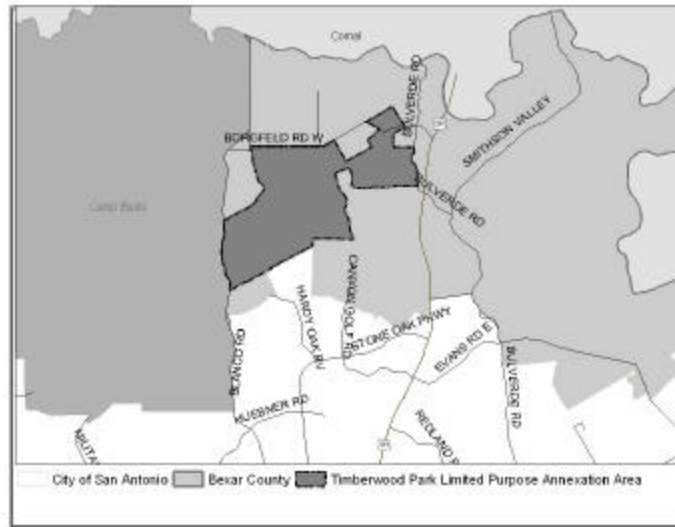 Comal
BULVERDE RD
BORGFELD RD W
SMITHSON VALLEY
BULVERDE RD
Camp Bullis
CANYON GOLF RD
HARDY OAK
STONE OAK PKWY
BLANCO RD
EVANS RD E
BULVERDE RD
HUEBNER RD
REDLAND
City of San Antonio
Bexar County
Timberwood Park Limited Purpose Annexation Area